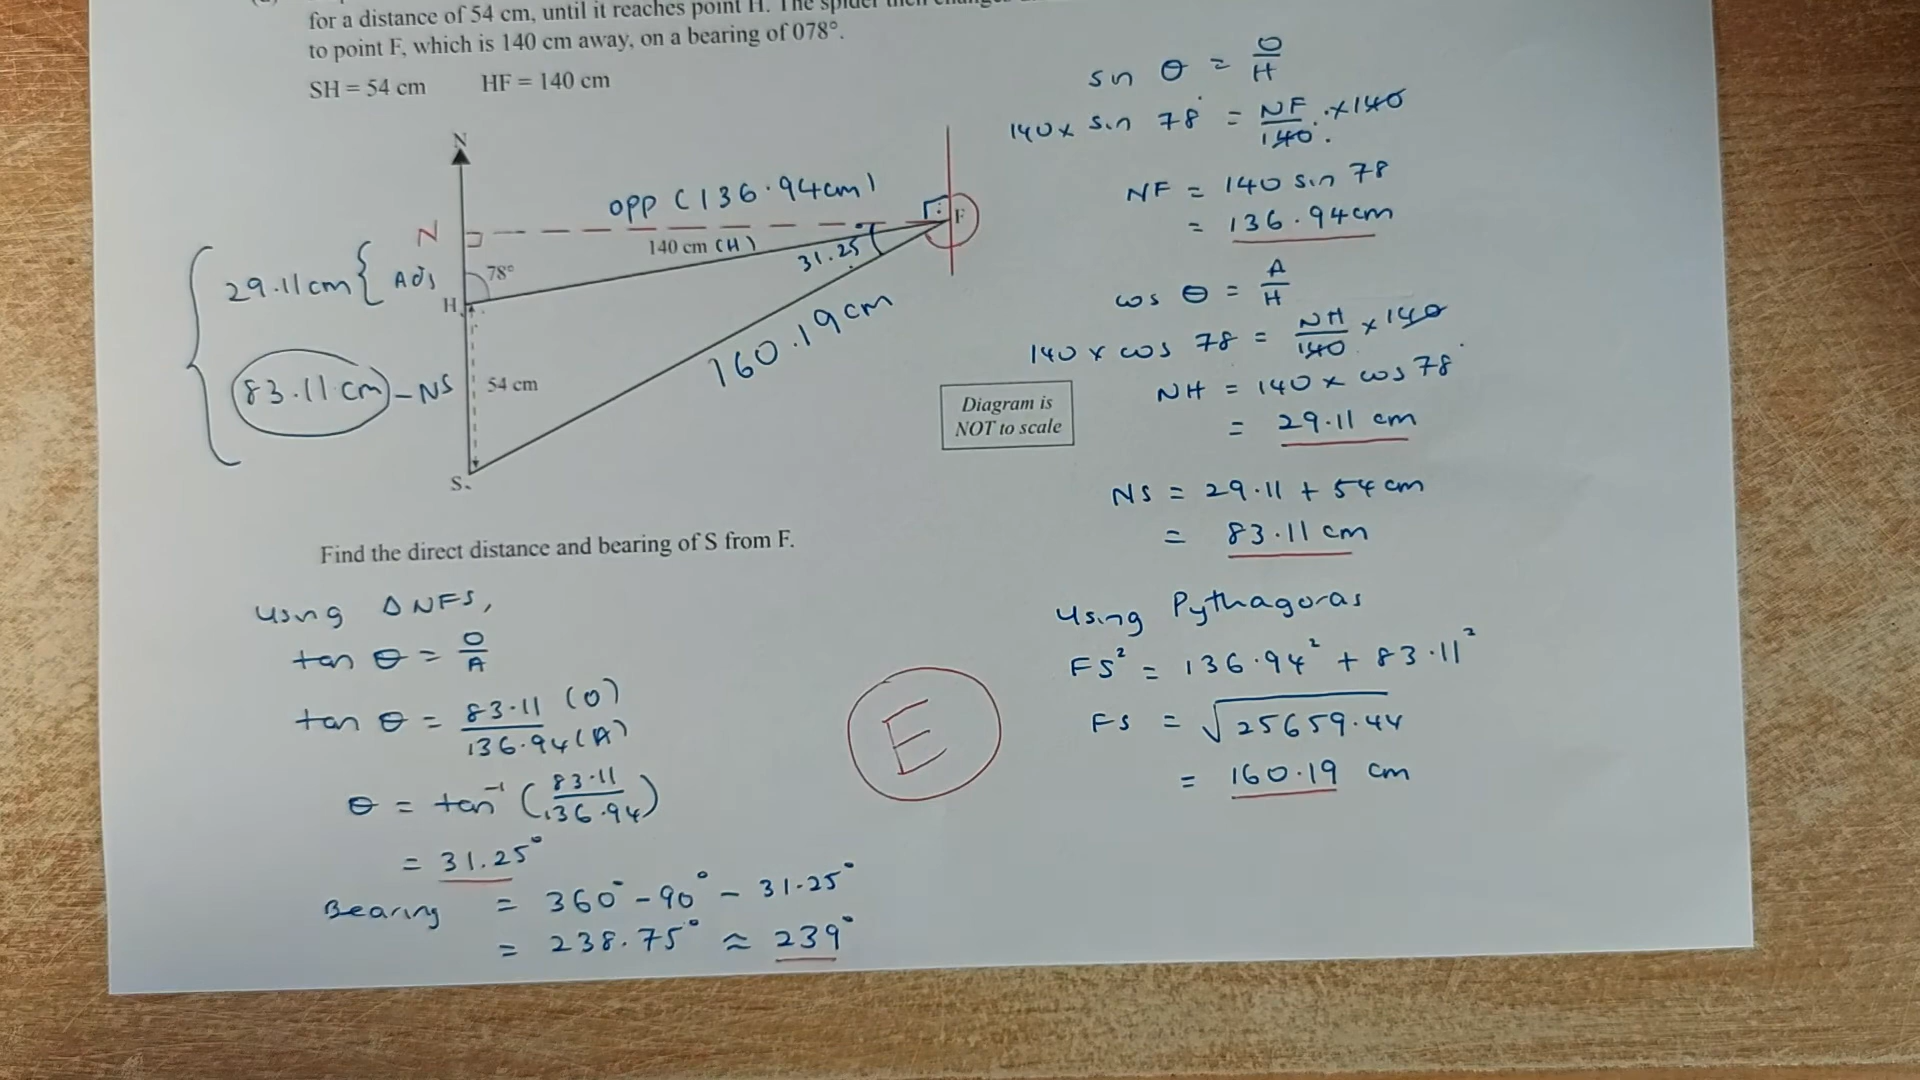 for a distance of 54 cm, until it reaches point H. The spider then
to point F, which is 140 cm away, on a bearing of 078°.
SH = 54 cm HF = 140 cm
N
opp (136.94cm)
N
F
140 cm (H)
31.25
29.11cm { Adj
78°
H
160.19cm
83.11 cm - NS
54 cm
S
Diagram is
NOT to scale
Find the direct distance and bearing of S from F.
Using Δ NFS,
tan θ = O/A
tan θ = 83.11 (O)/136.94 (A)
θ = tan⁻¹ (83.11/136.94)
= 31.25°
Bearing = 360° - 90° - 31.25°
= 238.75° ≈ 239°
E
sin θ = O/H
140 x sin 78 = NF/140 x 140
NF = 140 sin 78
= 136.94cm
cos θ = A/H
140 x cos 78 = NH/140 x 140
NH = 140 x cos 78
= 29.11 cm
NS = 29.11 + 54 cm
= 83.11 cm
Using Pythagoras
FS² = 136.94² + 83.11²
FS = √25659.44
= 160.19 cm